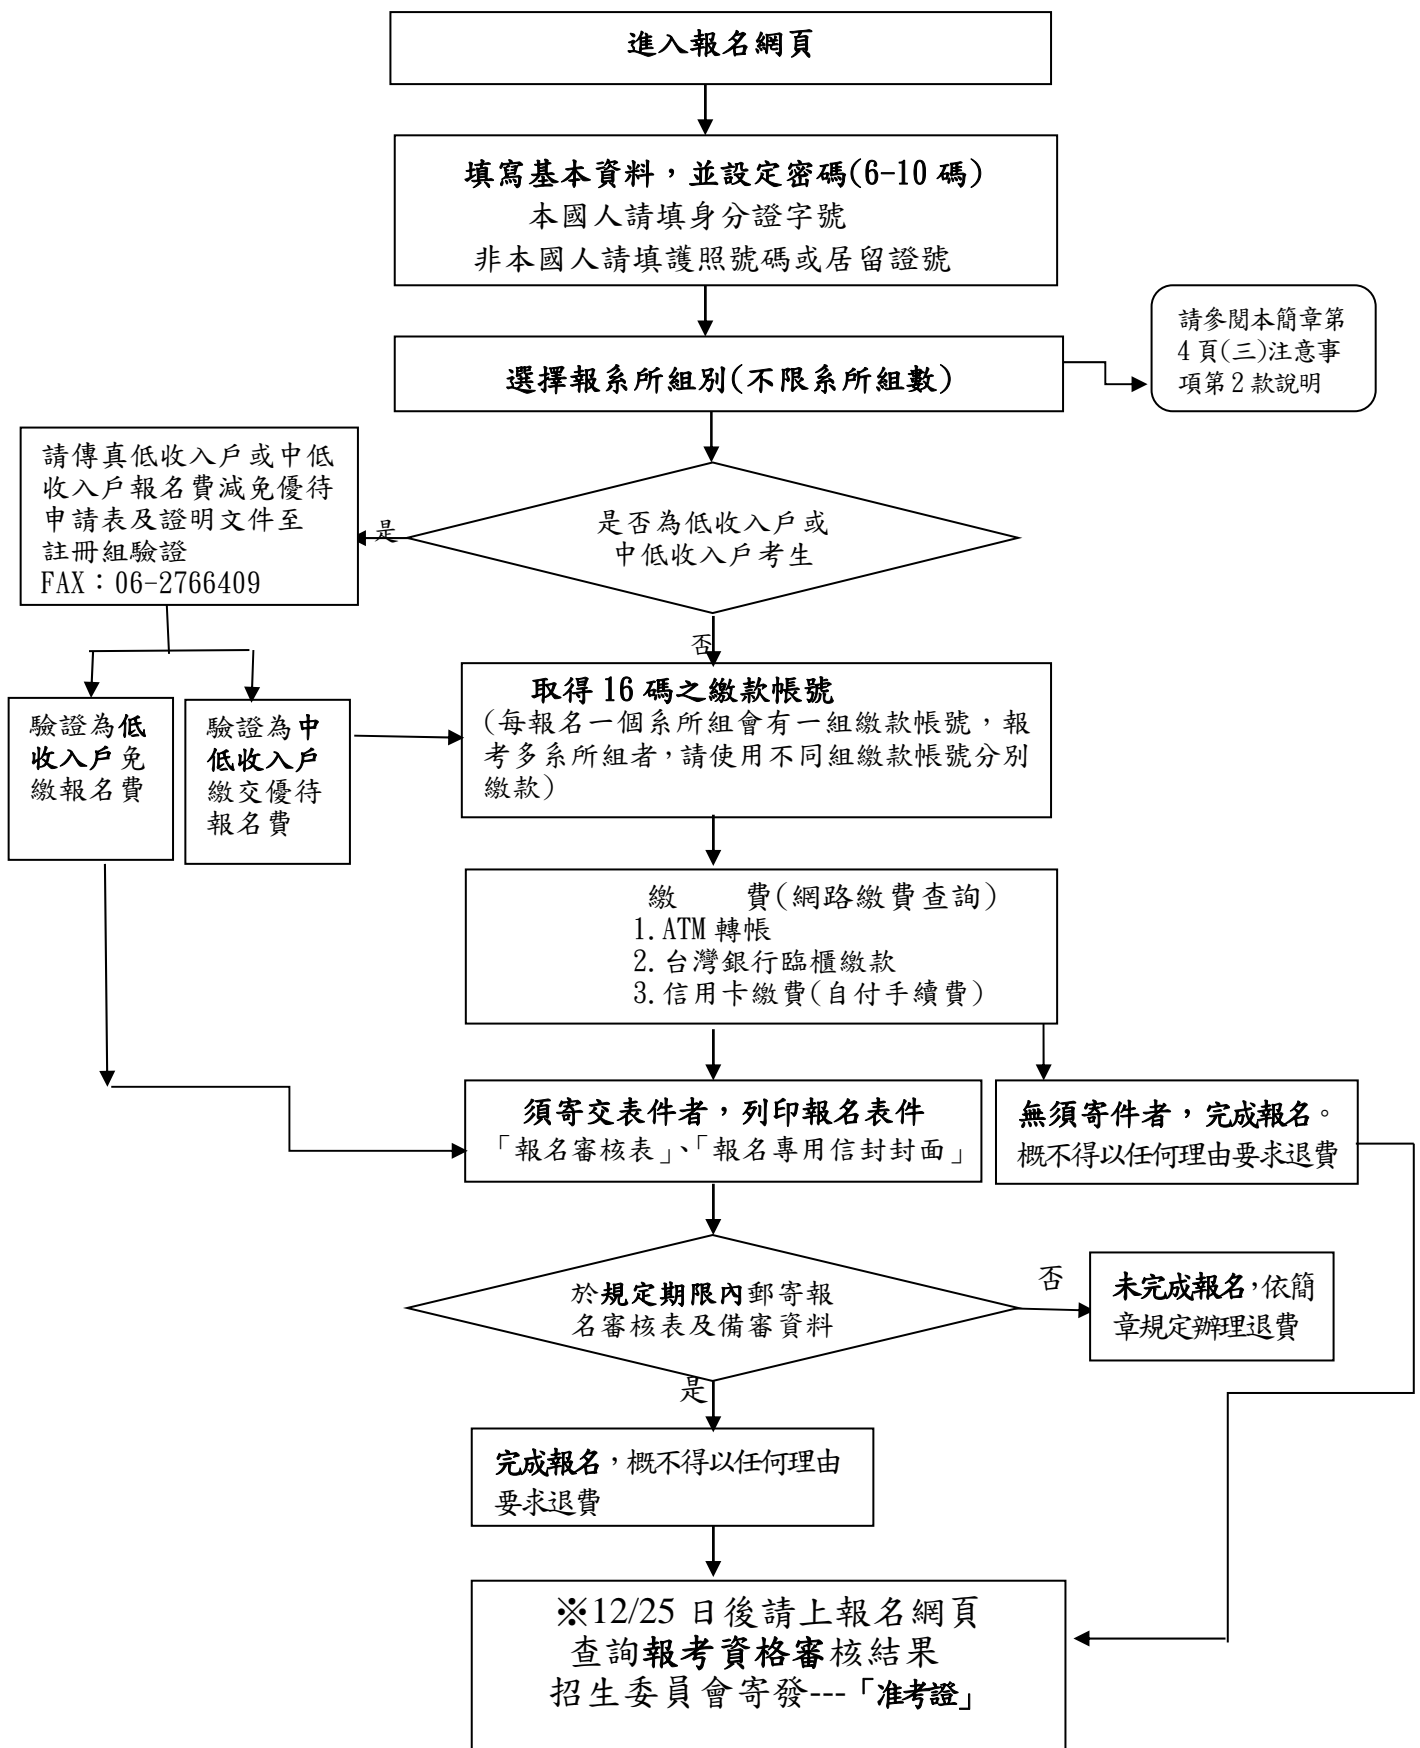 進入報名網頁
填寫基本資料，並設定密碼(6-10 碼)
本國人請填身分證字號
非本國人請填護照號碼或居留證號
請參閱本簡章第
4 頁(三)注意事
項第 2 款說明
選擇報系所組別(不限系所組數)
請傳真低收入戶或中低
收入戶報名費減免優待
申請表及證明文件至
註冊組驗證
FAX：06-2766409
是
是否為低收入戶或
中低收入戶考生
否
取得 16 碼之繳款帳號
(每報名一個系所組會有一組繳款帳號，報
考多系所組者，請使用不同組繳款帳號分別
繳款)
驗證為低
收入戶免
繳報名費
驗證為中
低收入戶
繳交優待
報名費
繳　　費(網路繳費查詢)
1. ATM 轉帳
2. 台灣銀行臨櫃繳款
3. 信用卡繳費(自付手續費)
須寄交表件者，列印報名表件
「報名審核表」、「報名專用信封封面」
無須寄件者，完成報名。
概不得以任何理由要求退費
於規定期限內郵寄報
名審核表及備審資料
否
未完成報名，依簡
章規定辦理退費
是
完成報名，概不得以任何理由
要求退費
※12/25 日後請上報名網頁
查詢報考資格審核結果
招生委員會寄發---「准考證」